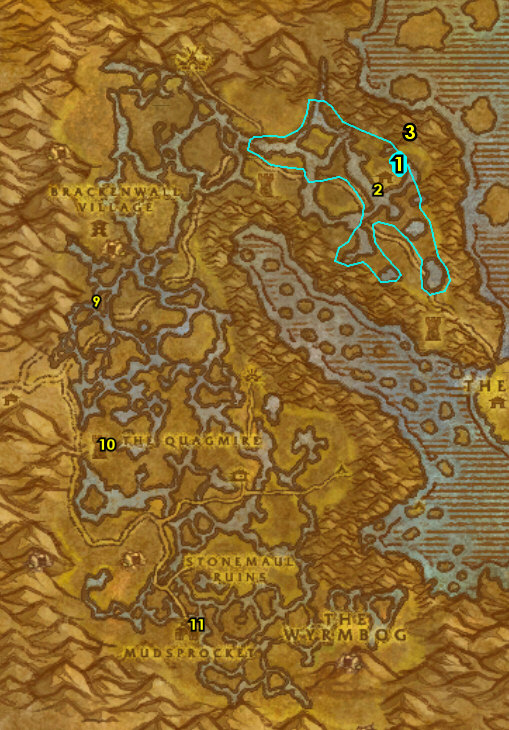 3
1
2
BRACKENWALL
VILLAGE
9
THE
10 THE QUAGMIRE
STONEMAUL
RUINS
11
THE
WYRMBOG
MUDSPROCKET